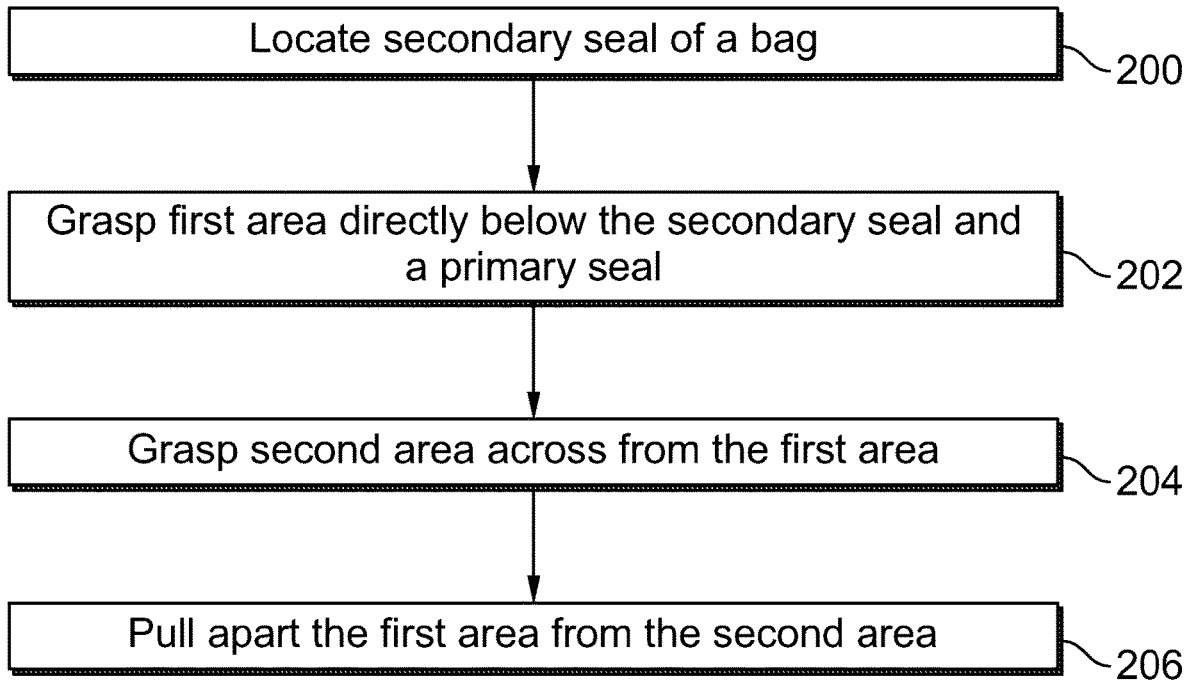 Locate secondary seal of a bag
200
Grasp first area directly below the secondary seal and
a primary seal
202
Grasp second area across from the first area
204
Pull apart the first area from the second area
206